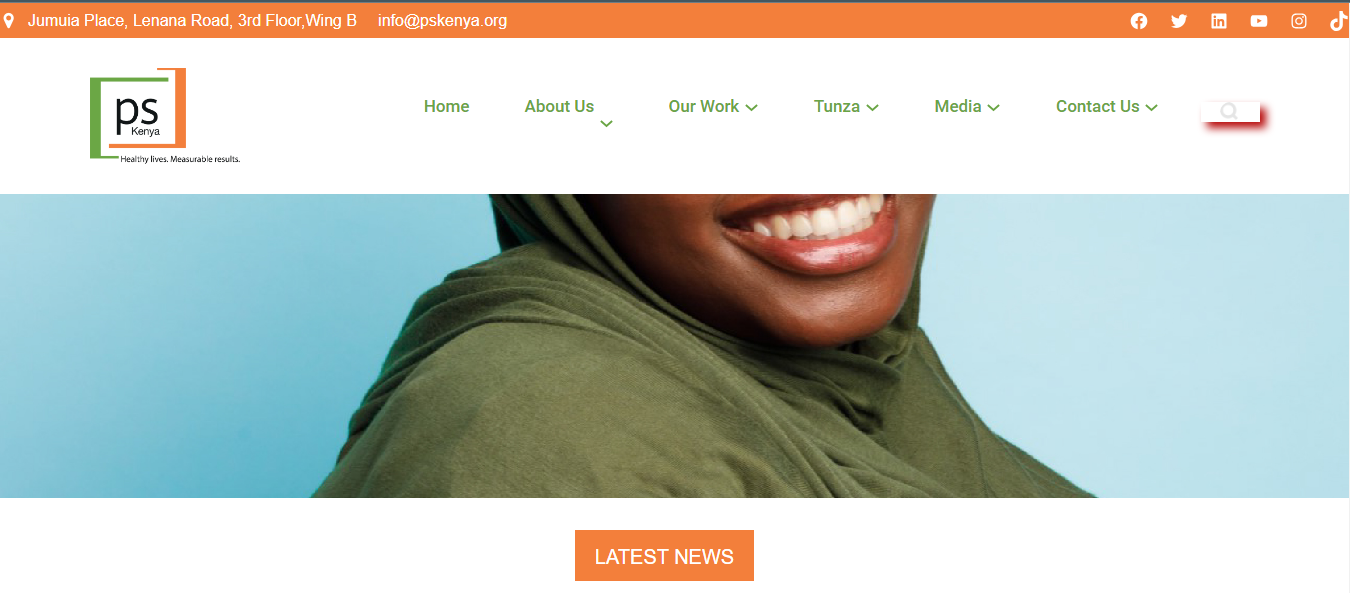 Jumuia Place, Lenana Road, 3rd Floor,Wing B info@pskenya.org
ps
Kenya
Healthy lives. Measurable results.
Home About Us Our Work Tunza Media Contact Us
LATEST NEWS